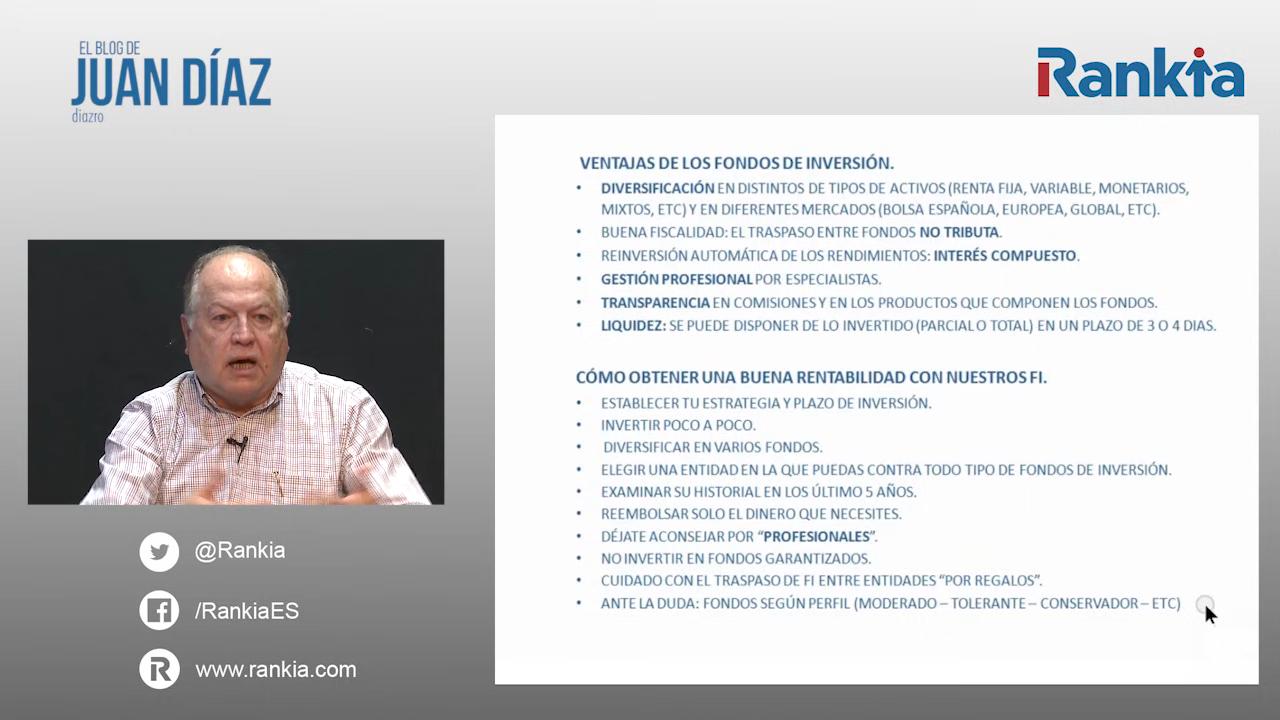 EL BLOG DE
JUAN DÍAZ
diazro
Rankia
VENTAJAS DE LOS FONDOS DE INVERSIÓN.
• DIVERSIFICACIÓN EN DISTINTOS DE TIPOS DE ACTIVOS (RENTA FIJA, VARIABLE, MONETARIOS,
MIXTOS, ETC) Y EN DIFERENTES MERCADOS (BOLSA ESPAÑOLA, EUROPEA, GLOBAL, ETC).
• BUENA FISCALIDAD: EL TRASPASO ENTRE FONDOS NO TRIBUTA.
• REINVERSIÓN AUTOMÁTICA DE LOS RENDIMIENTOS: INTERÉS COMPUESTO.
• GESTIÓN PROFESIONAL POR ESPECIALISTAS.
• TRANSPARENCIA EN COMISIONES Y EN LOS PRODUCTOS QUE COMPONEN LOS FONDOS.
• LIQUIDEZ: SE PUEDE DISPONER DE LO INVERTIDO (PARCIAL O TOTAL) EN UN PLAZO DE 3 O 4 DIAS.
CÓMO OBTENER UNA BUENA RENTABILIDAD CON NUESTROS FI.
• ESTABLECER TU ESTRATEGIA Y PLAZO DE INVERSIÓN.
• INVERTIR POCO A POCO.
• DIVERSIFICAR EN VARIOS FONDOS.
• ELEGIR UNA ENTIDAD EN LA QUE PUEDAS CONTRA TODO TIPO DE FONDOS DE INVERSIÓN.
• EXAMINAR SU HISTORIAL EN LOS ÚLTIMO 5 AÑOS.
• REEMBOLSAR SOLO EL DINERO QUE NECESITES.
• DÉJATE ACONSEJAR POR “PROFESIONALES”.
• NO INVERTIR EN FONDOS GARANTIZADOS.
• CUIDADO CON EL TRASPASO DE FI ENTRE ENTIDADES “POR REGALOS”.
• ANTE LA DUDA: FONDOS SEGÚN PERFIL (MODERADO – TOLERANTE – CONSERVADOR – ETC)
@Rankia
/RankiaES
www.rankia.com